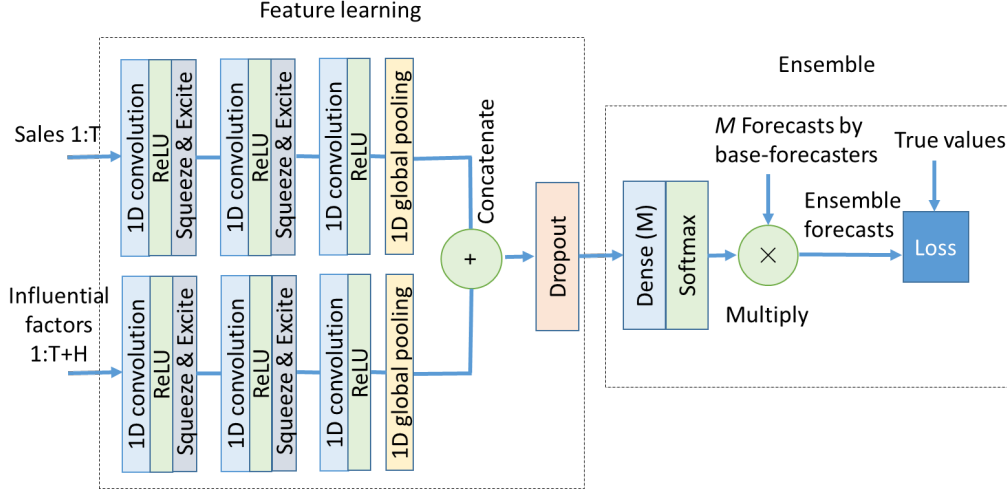 Feature learning
Sales 1:T
1D convolution
ReLU
Squeeze & Excite
1D convolution
ReLU
Squeeze & Excite
1D convolution
ReLU
1D global pooling
Influential
factors
1:T+H
1D convolution
ReLU
Squeeze & Excite
1D convolution
ReLU
Squeeze & Excite
1D convolution
ReLU
1D global pooling
Concatenate
+
Dropout
Ensemble
Dense (M)
Softmax
M Forecasts by
base-forecasters
×
Multiply
Ensemble
forecasts
True values
Loss